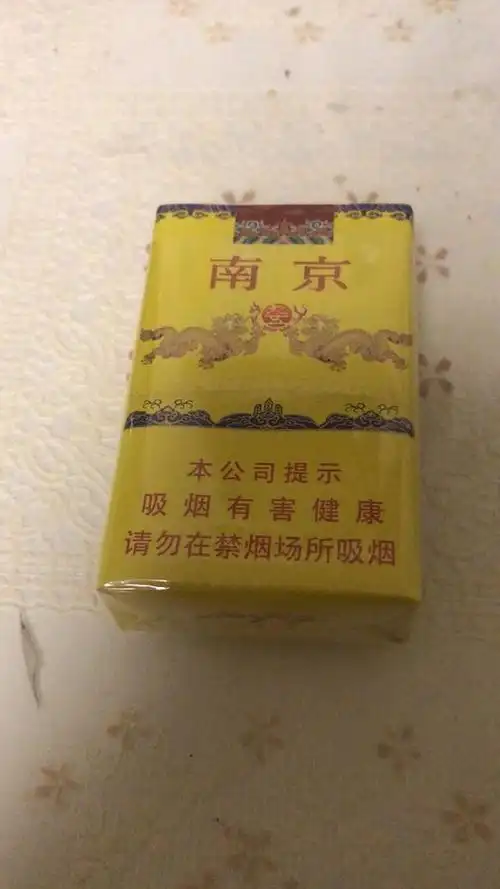 南京
本公司提示
吸烟有害健康
请勿在禁烟场所吸烟